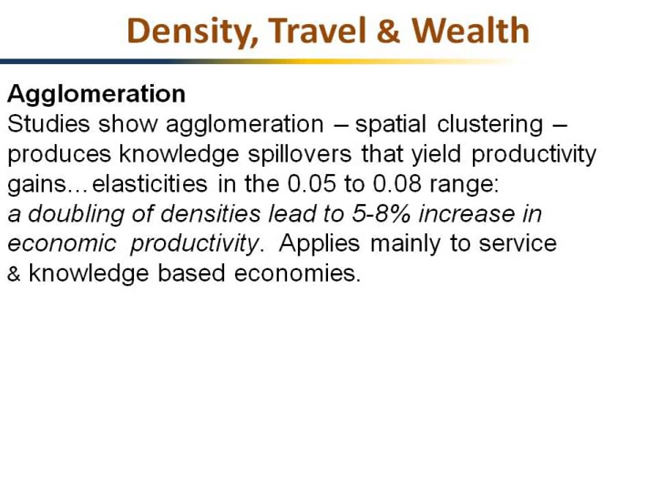 Density, Travel & Wealth
Agglomeration
Studies show agglomeration – spatial clustering –
produces knowledge spillovers that yield productivity
gains…elasticities in the 0.05 to 0.08 range:
a doubling of densities lead to 5-8% increase in
economic productivity. Applies mainly to service
& knowledge based economies.